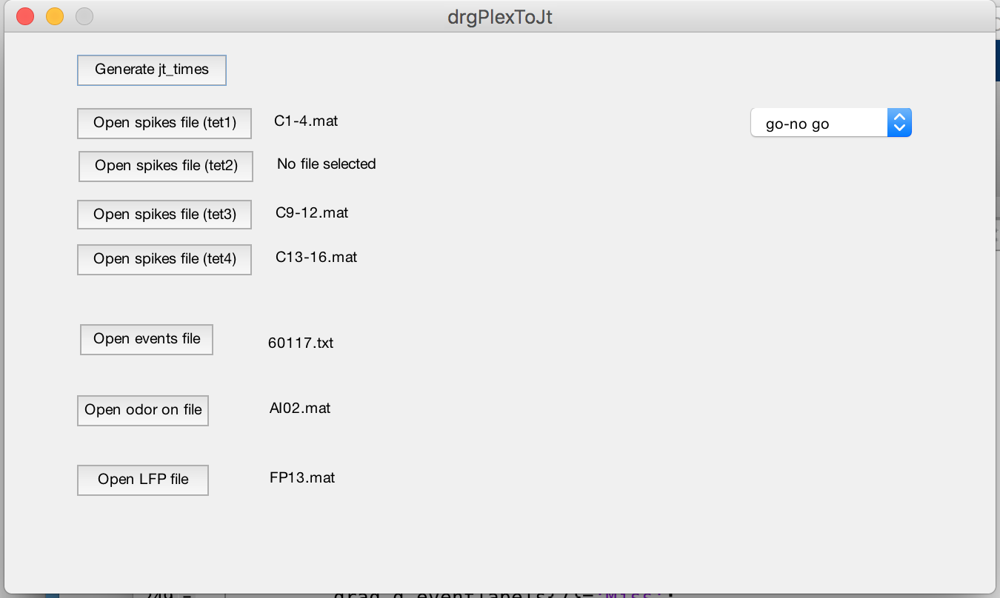 drgPlexToJt
Generate jt_times
Open spikes file (tet1) C1-4.mat go-no go
Open spikes file (tet2) No file selected
Open spikes file (tet3) C9-12.mat
Open spikes file (tet4) C13-16.mat
Open events file 60117.txt
Open odor on file AI02.mat
Open LFP file FP13.mat